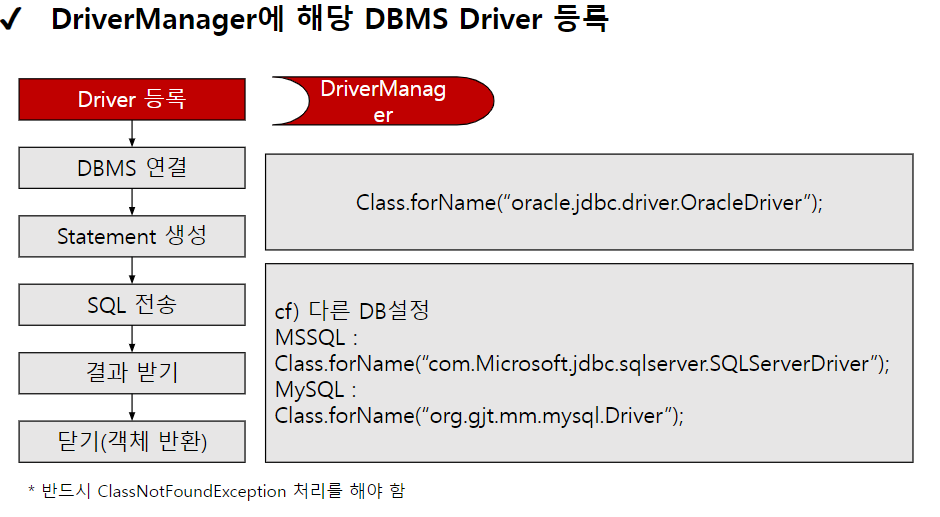 ✓ DriverManager에 해당 DBMS Driver 등록
Driver 등록
DriverManag
er
DBMS 연결
Class.forName(“oracle.jdbc.driver.OracleDriver”);
Statement 생성
SQL 전송
결과 받기
닫기(객체 반환)
cf) 다른 DB설정
MSSQL :
Class.forName(“com.Microsoft.jdbc.sqlserver.SQLServerDriver”);
MySQL :
Class.forName(“org.gjt.mm.mysql.Driver”);
* 반드시 ClassNotFoundException 처리를 해야 함